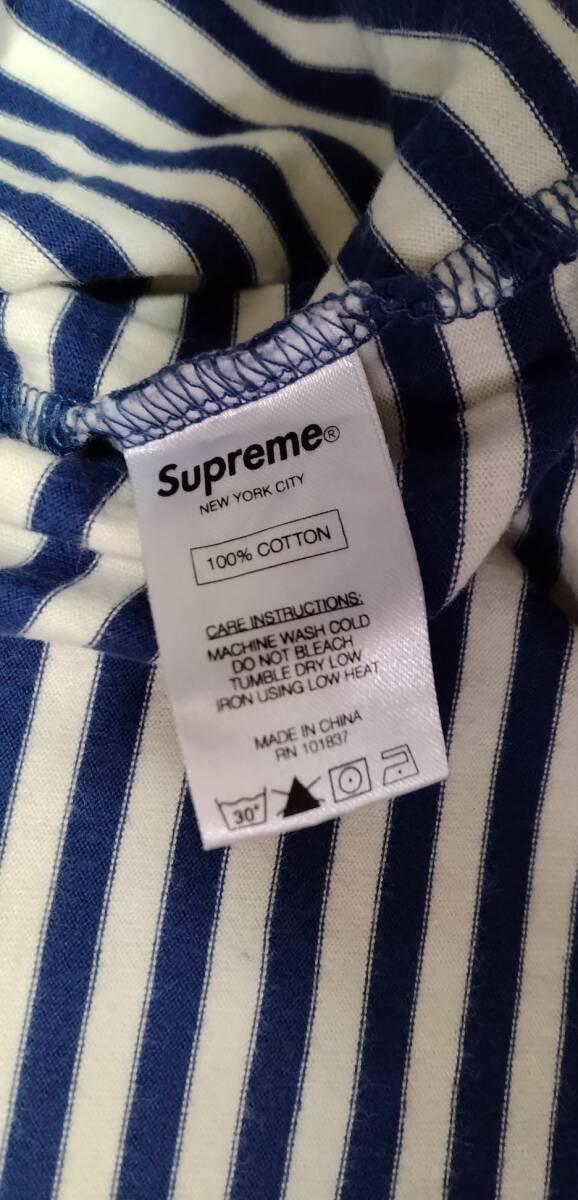 Supreme®
NEW YORK CITY
100% COTTON
CARE INSTRUCTIONS:
MACHINE WASH COLD
DO NOT BLEACH
TUMBLE DRY LOW
IRON USING LOW HEAT
MADE IN CHINA
RN 101837
30°